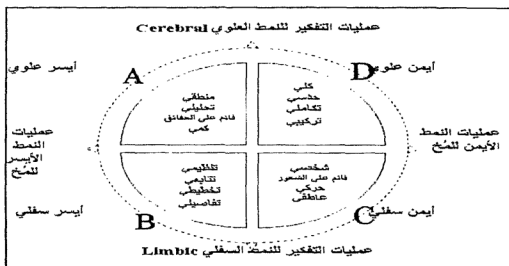 عمليات التفكير للنمط العلوي Cerebral
أيسر علوي
A
D
أيمن علوي
منطقي
تحليلي
قائم على الحقائق
كمي
كلي
حدسي
تكاملي
تركيبي
عمليات
النمط
الأيسر
للمخ
عمليات النمط
الأيمن للمخ
تنظيمي
تتابعي
تخطيطي
تفاصيلي
شخصي
قائم على الشعور
حركي
عاطفي
أيسر سفلي
B
C
أيمن سفلي
عمليات التفكير للنمط السفلي Limbic